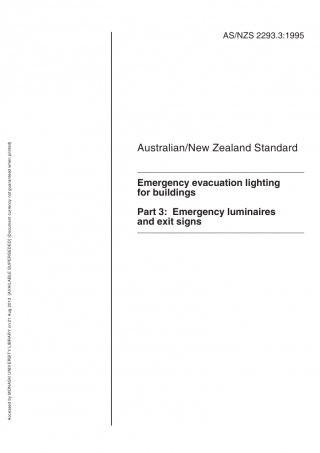 AS/NZS 2293.3:1995
Australian/New Zealand Standard
Emergency evacuation lighting
for buildings
Part 3: Emergency luminaires
and exit signs
Accessed by MONASH UNIVERSITY LIBRARY on 21 Aug 2013 [AVAILABLE SUPERSEDED] (Document currency not guaranteed when printed)